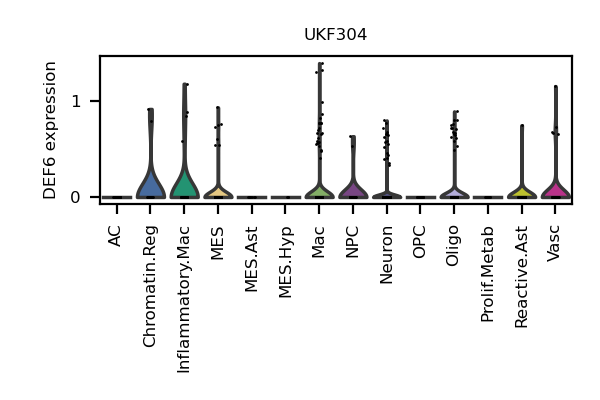 UKF304
DEF6 expression
1
0
AC
Chromatin.Reg
Inflammatory.Mac
MES
MES.Ast
MES.Hyp
Mac
NPC
Neuron
OPC
Oligo
Prolif.Metab
Reactive.Ast
Vasc